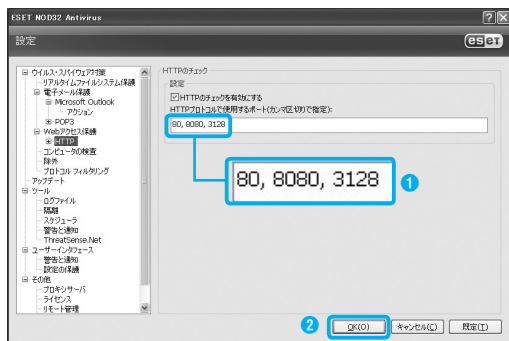 ESET NOD32 Antivirus
設定
eseT
ウイルス・スパイウェア対策
リアルタイムファイルシステム保護
電子メール保護
Microsoft Outlook
アクション
POP3
Webアクセス保護
HTTP
コンピュータの検査
除外
プロトコル フィルタリング
アップデート
ツール
ログファイル
隔離
スケジューラ
警告と通知
ThreatSense.Net
ユーザーインタフェース
警告と通知
設定の保護
その他
プロキシサーバ
ライセンス
リモート管理
HTTPのチェック
設定
HTTPのチェックを有効にする
HTTPプロトコルで使用するポート(カンマ区切りで指定):
80, 8080, 3128
80, 8080, 3128
1
2
OK(O)
キャンセル(C)
既定(T)